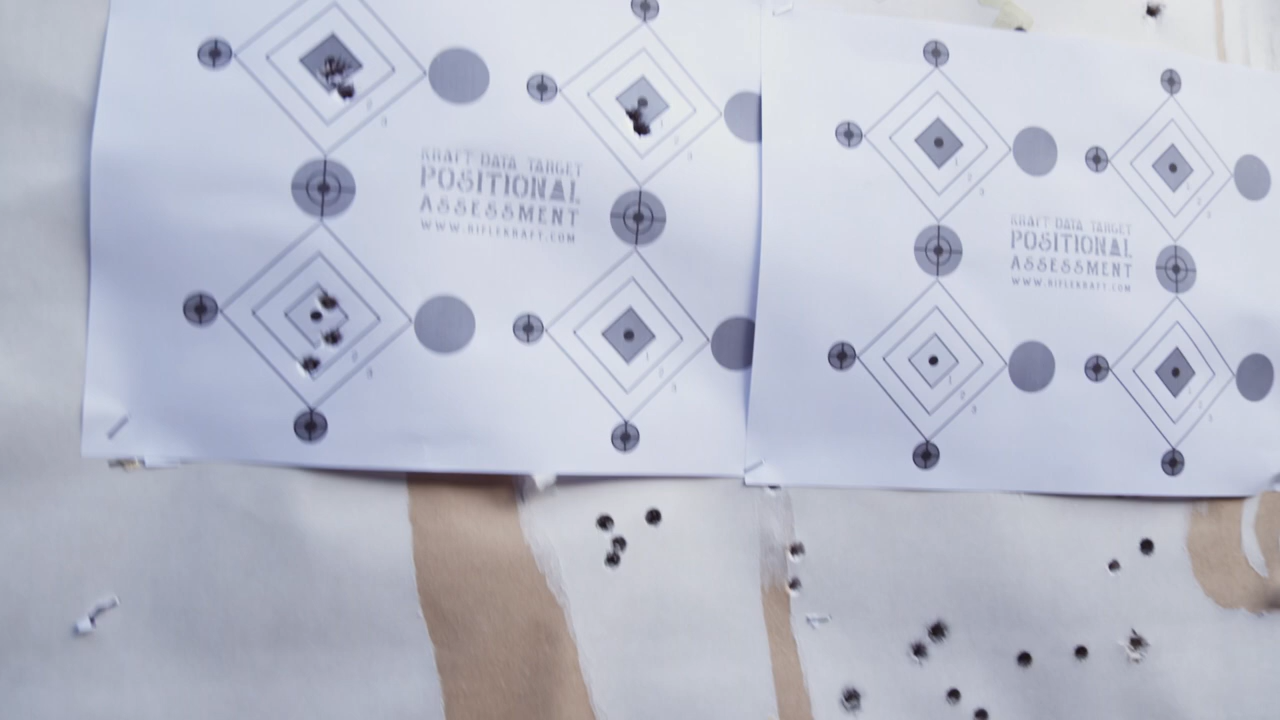 KRAFT DATA TARGET
POSITIONAL
ASSESSMENT
WWW.RIFLEKRAFT.COM
KRAFT DATA TARGET
POSITIONAL
ASSESSMENT
WWW.RIFLEKRAFT.COM